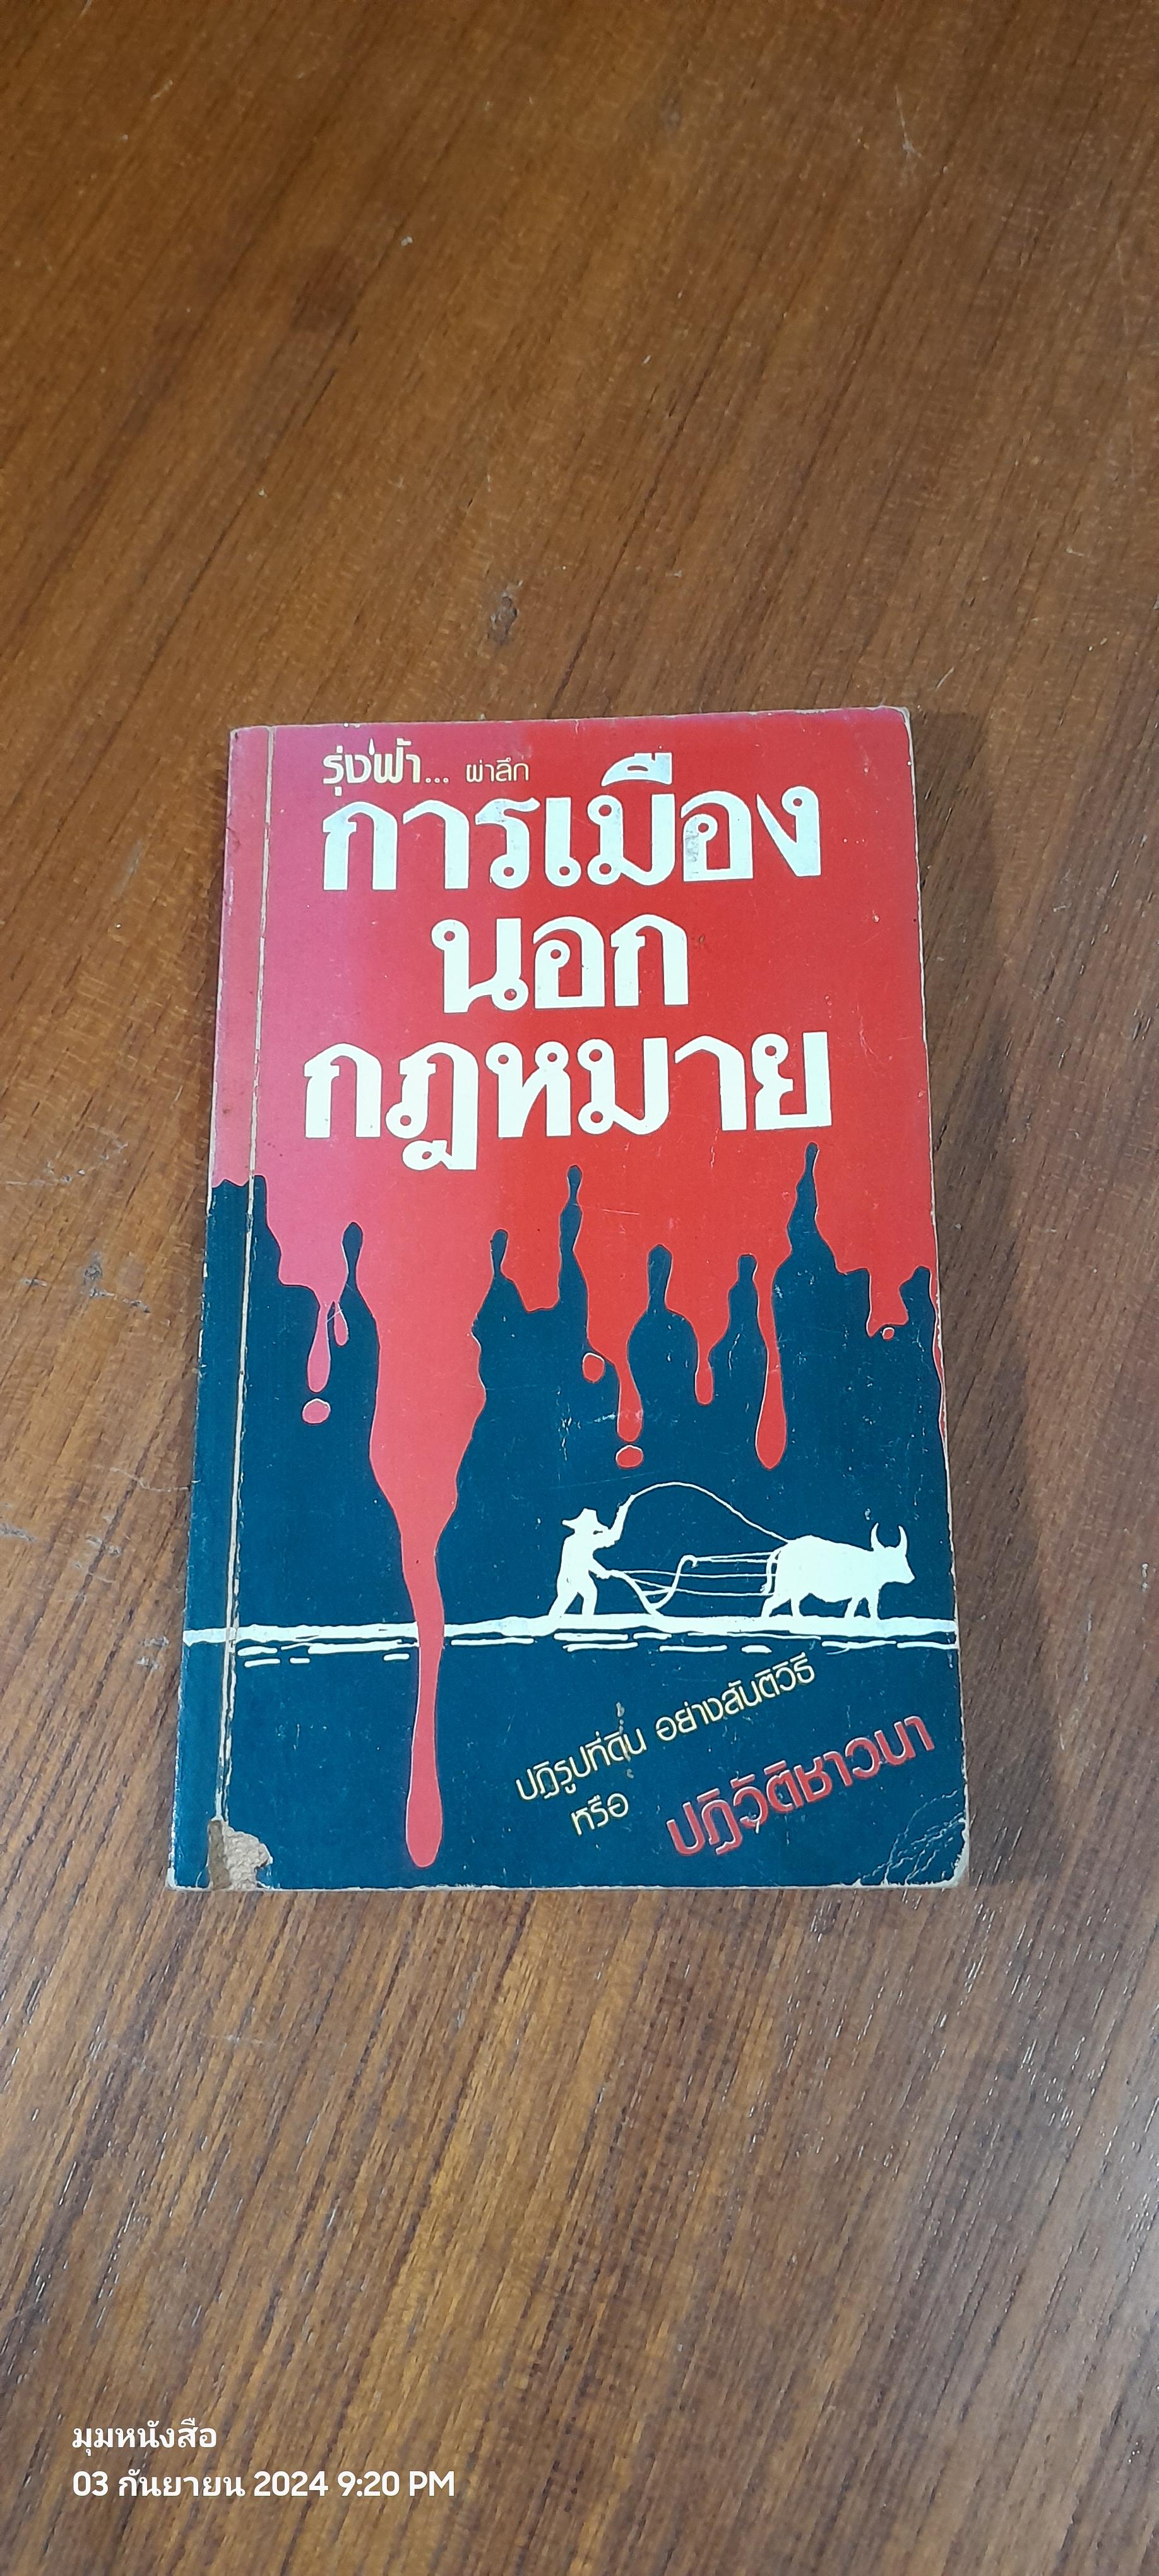 รุ่งฟ้า... ผ่าลึก
การเมือง
นอก
กฎหมาย
ปฏิรูปที่ดิน อย่างสันติวิธี
หรือ ปฏิวัติชาวนา
มุมหนังสือ
03 กันยายน 2024 9:20 PM